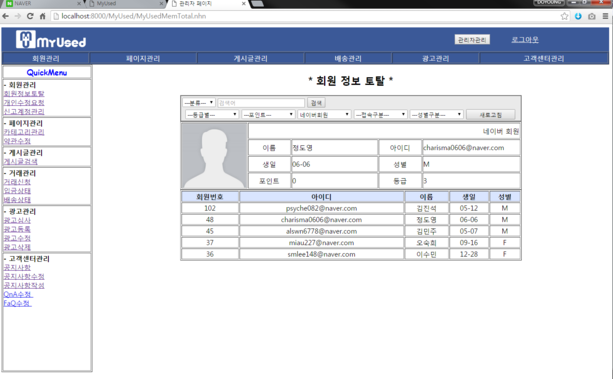 NAVER
MyUsed
관리자 페이지
DOYOUNG
localhost:8000/MyUsed/MyUsedMemTotal.nhn
MyUsed
관리자관리
로그아웃
회원관리 페이지관리 게시글관리 배송관리 광고관리 고객센터관리
QuickMenu
- 회원관리
회원정보토탈
개인수정요청
신고계정관리
- 페이지관리
카테고리관리
약관수정
- 게시글관리
게시글검색
- 거래관리
거래신청
입금상태
배송상태
- 광고관리
광고심사
광고등록
광고수정
광고삭제
- 고객센터관리
공지사항
공지사항수정
공지사항작성
QnA수정
FaQ수정
* 회원 정보 토탈 *
---분류--- 검색어 검색
---등급별--- ---포인트--- 네이버회원 ---접속구분--- ---성별구분--- 새로고침
네이버 회원
이름 정도영 아이디 charisma0606@naver.com
생일 06-06 성별 M
포인트 0 등급 3
회원번호 아이디 이름 생일 성별
102 psyche082@naver.com 김진석 05-12 M
48 charisma0606@naver.com 정도영 06-06 M
45 alswn6778@naver.com 김민주 05-07 M
37 miau227@naver.com 오숙희 09-16 F
36 smlee148@naver.com 이수민 12-28 F